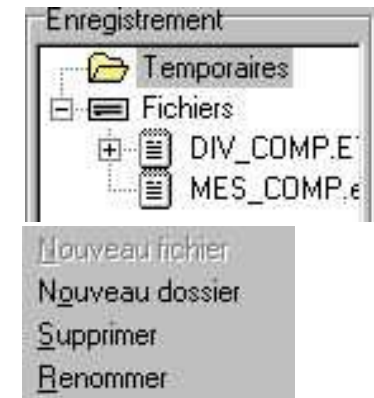 Enregistrement
Temporaires
Fichiers
DIV_COMP.E
MES_COMP.e
Nouveau fichier
Nouveau dossier
Supprimer
Renommer